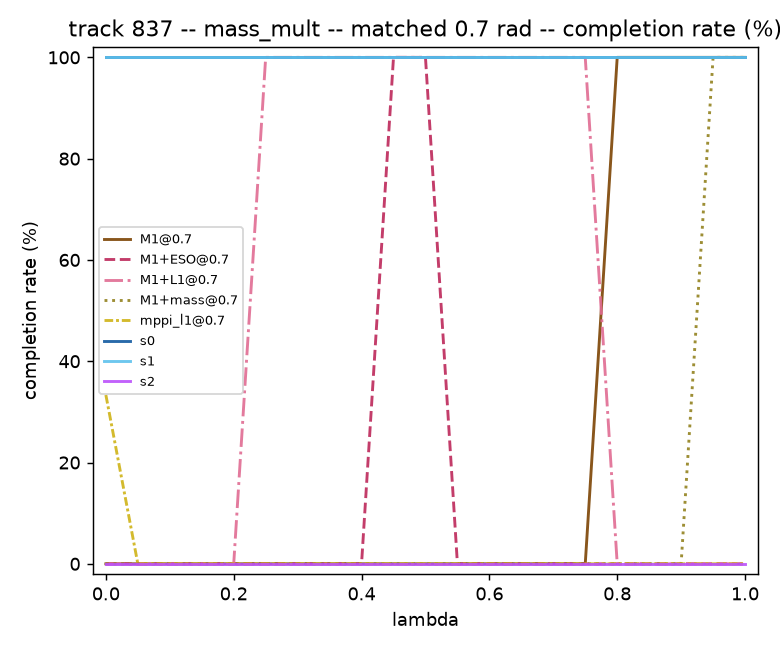 track 837 -- mass_mult -- matched 0.7 rad -- completion rate (%)
completion rate (%)
100
80
60
40
20
0
M1@0.7
M1+ESO@0.7
M1+L1@0.7
M1+mass@0.7
mppi_l1@0.7
s0
s1
s2
0.0 0.2 0.4 0.6 0.8 1.0
lambda